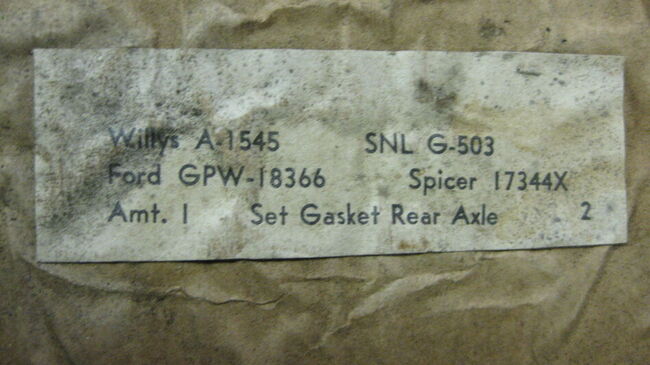 Willys A-1545 SNL G-503
Ford GPW-18366 Spicer 17344X
Amt. 1 Set Gasket Rear Axle 2